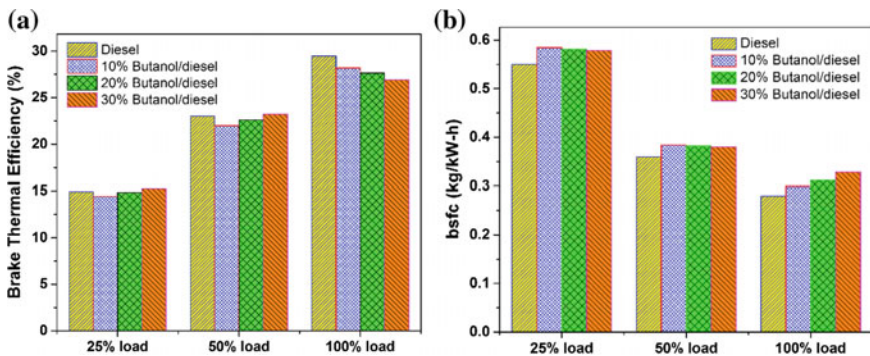 (a)
Brake Thermal Efficiency (%)
30
25
20
15
10
5
0
Diesel
10% Butanol/diesel
20% Butanol/diesel
30% Butanol/diesel
25% load
50% load
100% load
(b)
bsfc (kg/kW-h)
0.6
0.5
0.4
0.3
0.2
0.1
0.0
Diesel
10% Butanol/diesel
20% Butanol/diesel
30% Butanol/diesel
25% load
50% load
100% load